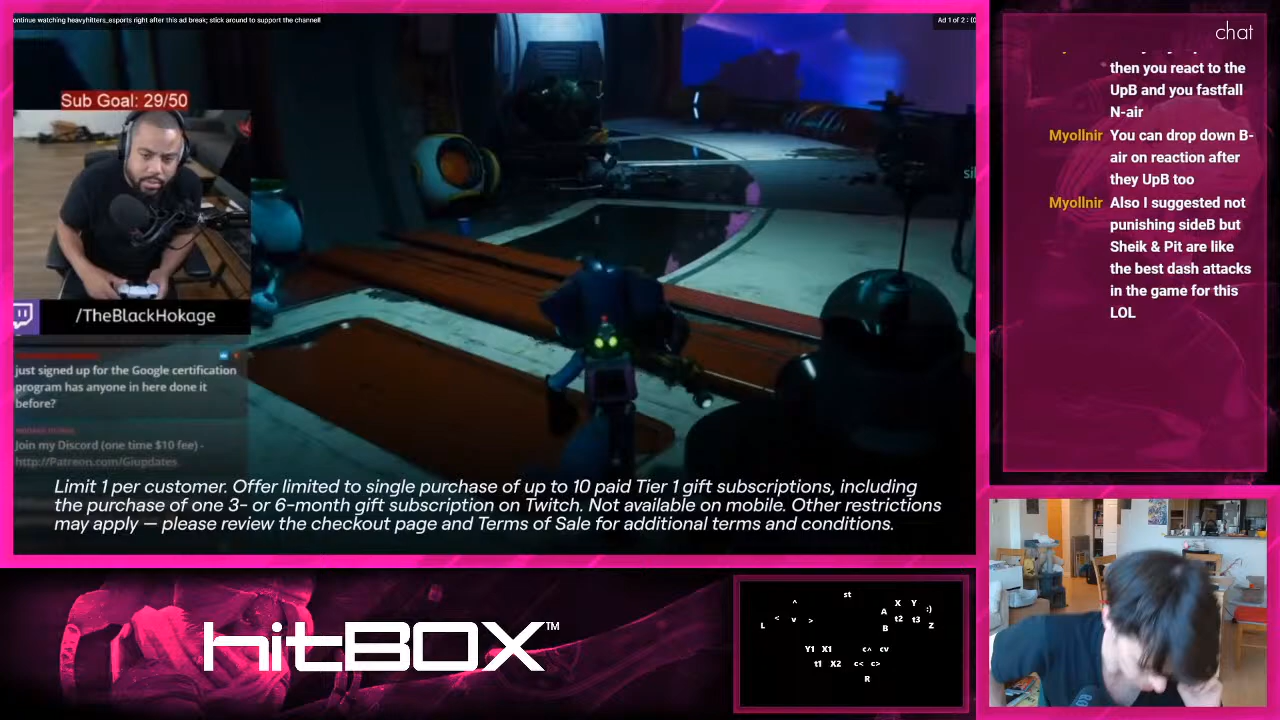 ontinue watching heavyhitters_esports right after this ad break; stick around to support the channel
Ad 1 of 2 : (0
chat
then you react to the
UpB and you fastfall
N-air
Myollnir You can drop down B-
air on reaction after
they UpB too
Myollnir Also I suggested not
punishing sideB but
Sheik & Pit are like
the best dash attacks
in the game for this
LOL
Sub Goal: 29/50
/TheBlackHokage
just signed up for the Google certification
program has anyone in here done it
before?
Join my Discord (one time $10 fee) -
http://Patreon.com/Giupdates
Limit 1 per customer. Offer limited to single purchase of up to 10 paid Tier 1 gift subscriptions, including
the purchase of one 3- or 6-month gift subscription on Twitch. Not available on mobile. Other restrictions
may apply — please review the checkout page and Terms of Sale for additional terms and conditions.
hitBOX™
st
^ X Y :)
A
< v > t2 t3
L B Z
Y1 X1 c^ cv
t1 X2 c< c>
R